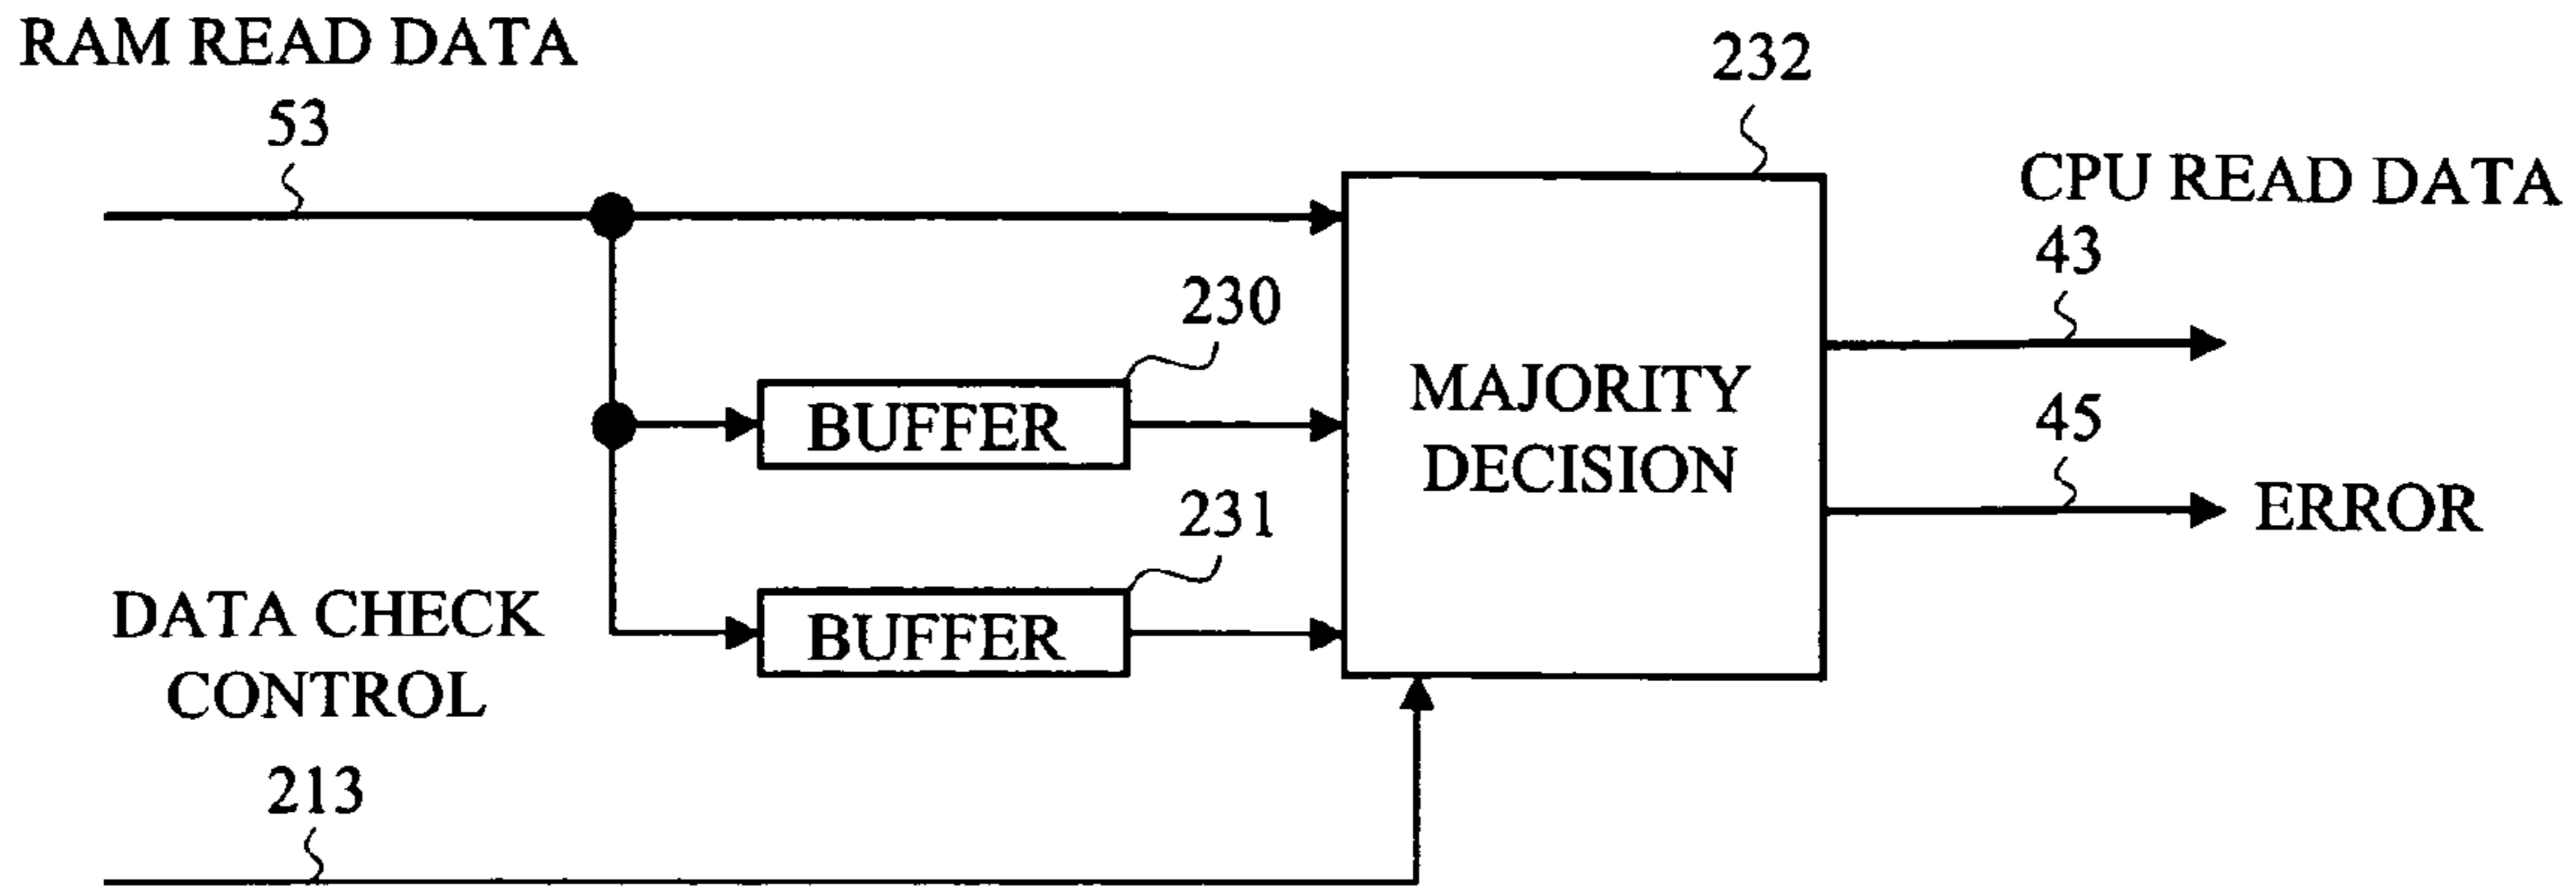 RAM READ DATA
53
232
CPU READ DATA
43
230
BUFFER
MAJORITY
DECISION
45
ERROR
231
BUFFER
DATA CHECK
CONTROL
213